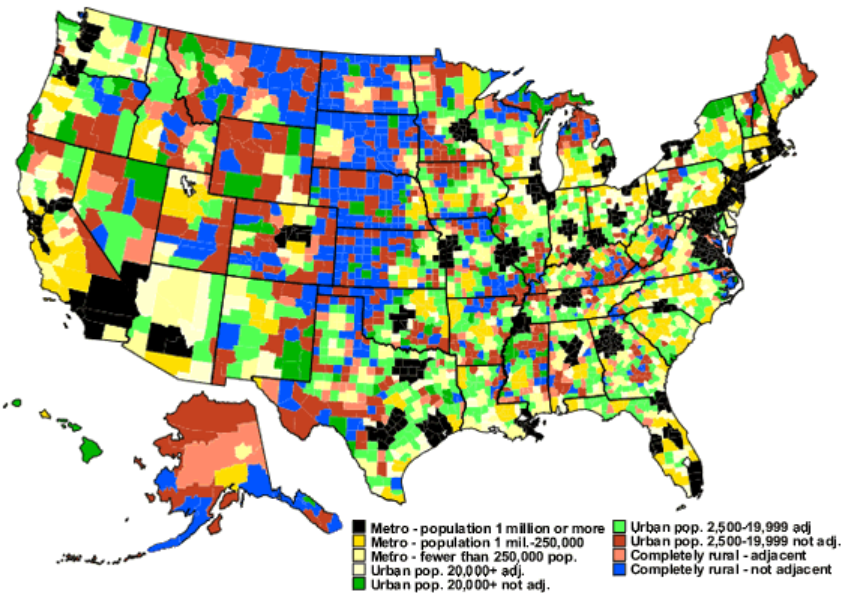 Metro - population 1 million or more
Metro - population 1 mil.-250,000
Metro - fewer than 250,000 pop.
Urban pop. 20,000+ adj.
Urban pop. 20,000+ not adj.
Urban pop. 2,500-19,999 adj
Urban pop. 2,500-19,999 not adj.
Completely rural - adjacent
Completely rural - not adjacent